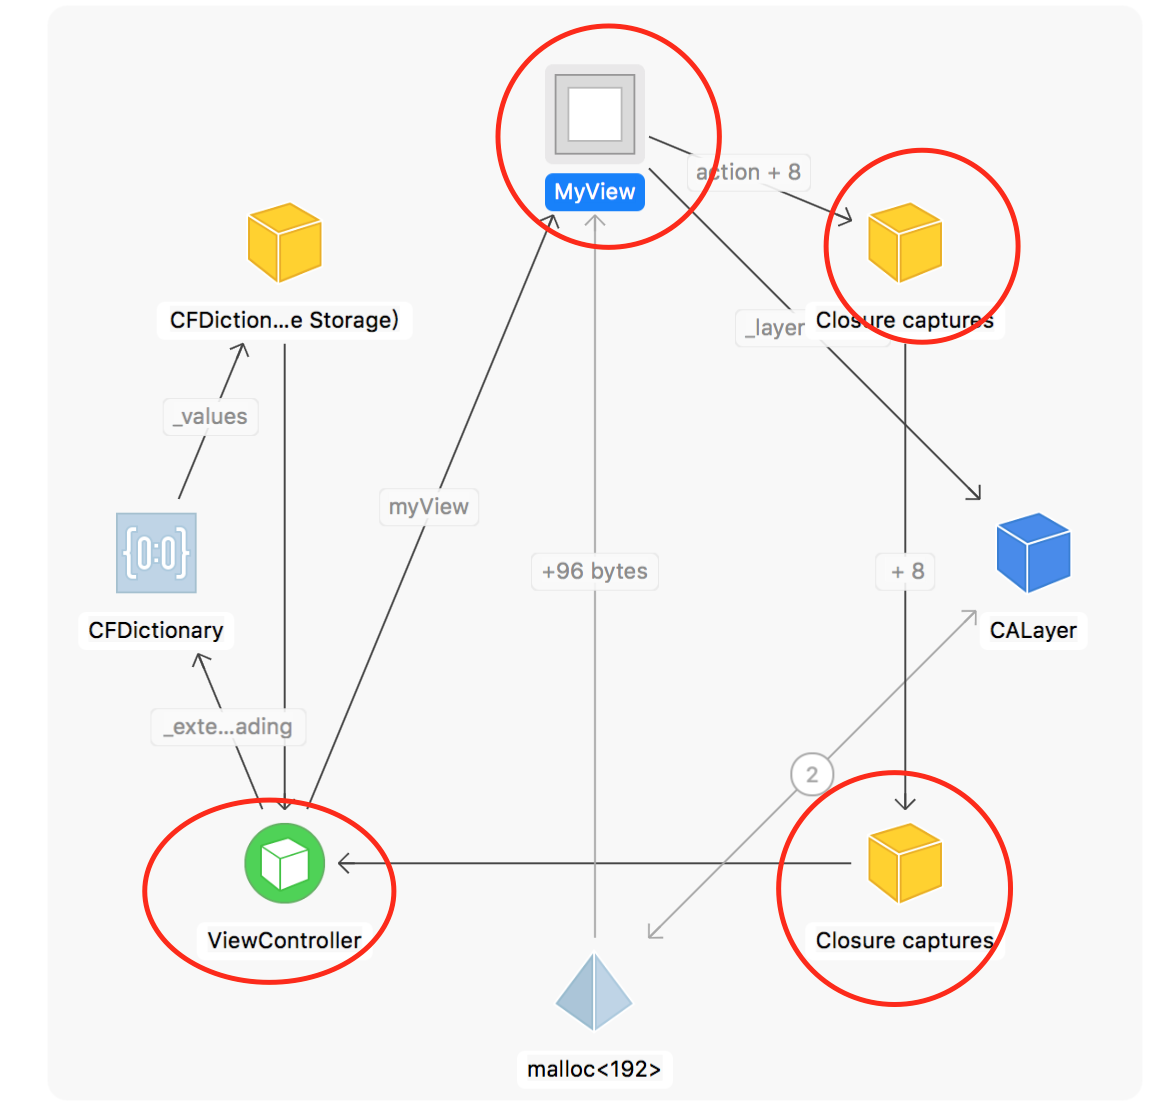 MyView
action + 8
CFDiction...e Storage)
_layer
Closure captures
_values
myView
{0:0}
+96 bytes
+ 8
CFDictionary
CALayer
_exte...ading
2
ViewController
Closure captures
malloc<192>